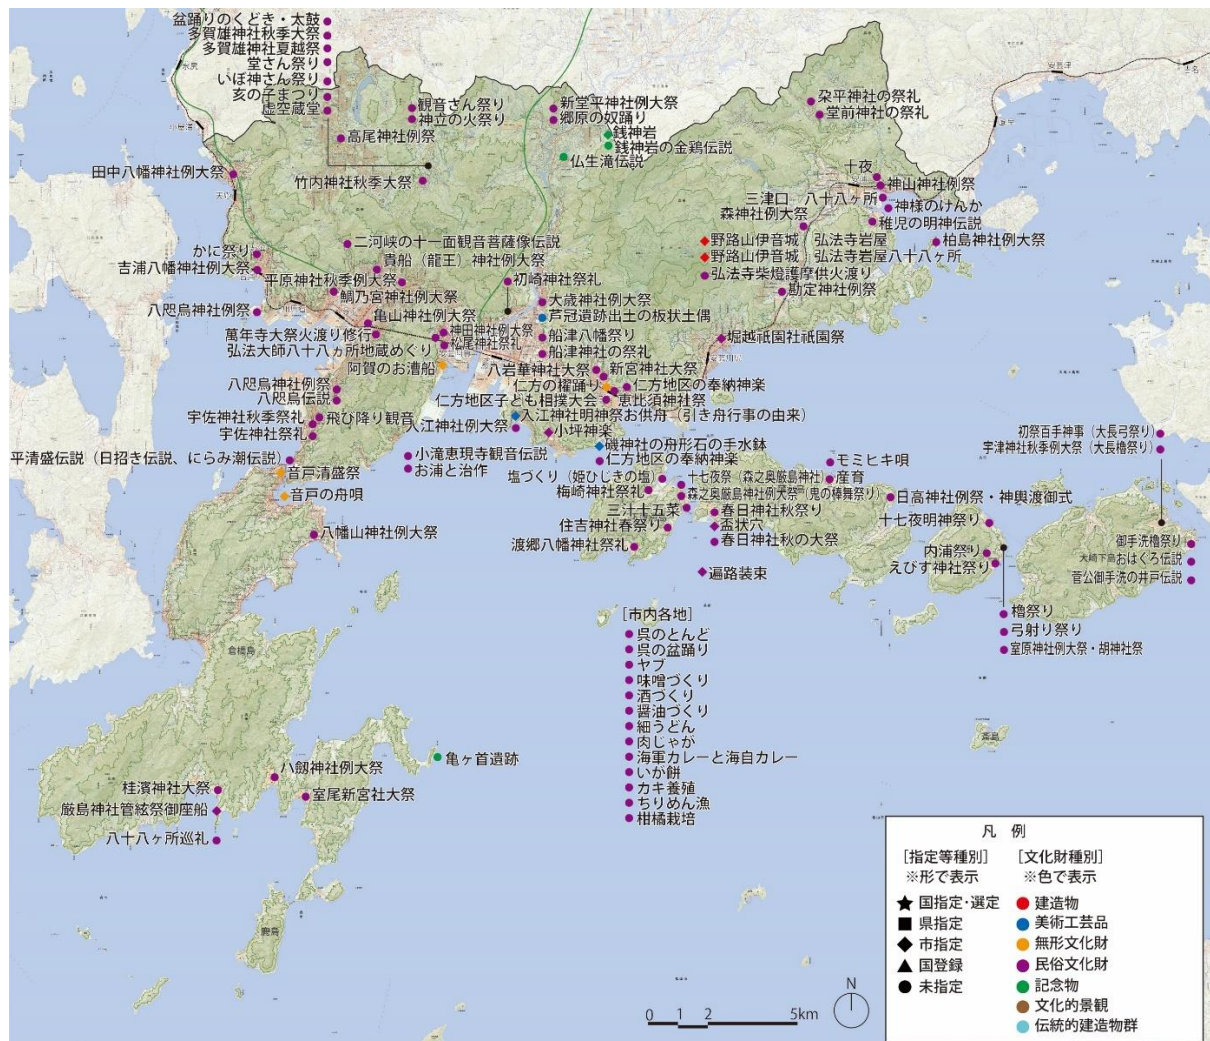 盆踊りのくどき・太鼓
多賀雄神社秋季大祭
多賀雄神社夏越祭
堂さん祭り
いぼ神さん祭り
亥の子まつり
虚空蔵堂
観音さん祭り
神立の火祭り
高尾神社例祭
竹内神社秋季大祭
田中八幡神社例大祭
新堂平神社例大祭
郷原の奴踊り
銭神岩
銭神岩の金鶏伝説
仏生滝伝説
朶平神社の祭礼
堂前神社の祭礼
安芸津
十夜
神山神社例祭
三津口 八十八ヶ所
神様のけんか
森神社例大祭
稚児の明神伝説
柏島神社例大祭
野路山伊音城 弘法寺岩屋
野路山伊音城 弘法寺岩屋八十八ヶ所
弘法寺柴燈護摩供火渡り
勘定神社例祭
二河峡の十一面観音菩薩像伝説
かに祭り
貴船(龍王)神社例大祭
吉浦八幡神社例大祭
平原神社秋季例大祭
初崎神社祭礼
鯛乃宮神社例大祭
大歳神社例大祭
八咫烏神社例祭
亀山神社例大祭
芦冠遺跡出土の板状土偶
萬年寺大祭火渡り修行
神田神社例大祭
船津八幡祭り
堀越祇園社祇園祭
弘法大師八十八ヵ所地蔵めぐり
松尾神社祭礼
船津神社の祭礼
阿賀のお漕船
八岩華神社大祭
新宮神社大祭
八咫烏神社例祭
仁方の櫂踊り
仁方地区の奉納神楽
八咫烏伝説
仁方地区子ども相撲大会
恵比須神社祭
宇佐神社秋季祭礼
飛び降り観音
入江神社明神祭お供舟(引き舟行事の由来)
宇佐神社祭礼
入江神社例大祭
小坪神楽
初祭百手神事(大長弓祭り)
磯神社の舟形石の手水鉢
宇津神社秋季例大祭(大長櫓祭り)
平清盛伝説(日招き伝説、にらみ潮伝説)
小滝恵現寺観音伝説
仁方地区の奉納神楽
モミヒキ唄
音戸清盛祭
お浦と治作
塩づくり(姫ひじきの塩)
十七夜祭(森之奥厳島神社)
産育
音戸の舟唄
梅崎神社祭礼
森之奥厳島神社例大祭(鬼の棒舞祭り)
日高神社例祭・神輿渡御式
三汁十五菜
春日神社秋祭り
十七夜明神祭り
八幡山神社例大祭
住吉神社春祭り
盃状穴
渡郷八幡神社祭礼
春日神社秋の大祭
内浦祭り
えびす神社祭り
御手洗櫓祭り
大崎下島
おはぐろ伝説
菅公御手洗の井戸伝説
遍路装束
櫓祭り
弓射り祭り
室原神社例大祭・胡神社祭
倉橋島
[市内各地]
呉のとんど
呉の盆踊り
ヤブ
味噌づくり
酒づくり
醤油づくり
細うどん
肉じゃが
海軍カレーと海自カレー
いが餅
カキ養殖
ちりめん漁
柑橘栽培
斎島
亀ヶ首遺跡
八劔神社例大祭
桂濱神社大祭
室尾新宮社大祭
厳島神社管絃祭御座船
八十八ヶ所巡礼
鹿島
凡 例
[指定等種別] [文化財種別]
※形で表示 ※色で表示
国指定・選定 建造物
県指定 美術工芸品
市指定 無形文化財
国登録 民俗文化財
未指定 記念物
文化的景観
伝統的建造物群
N
0 1 2 5km